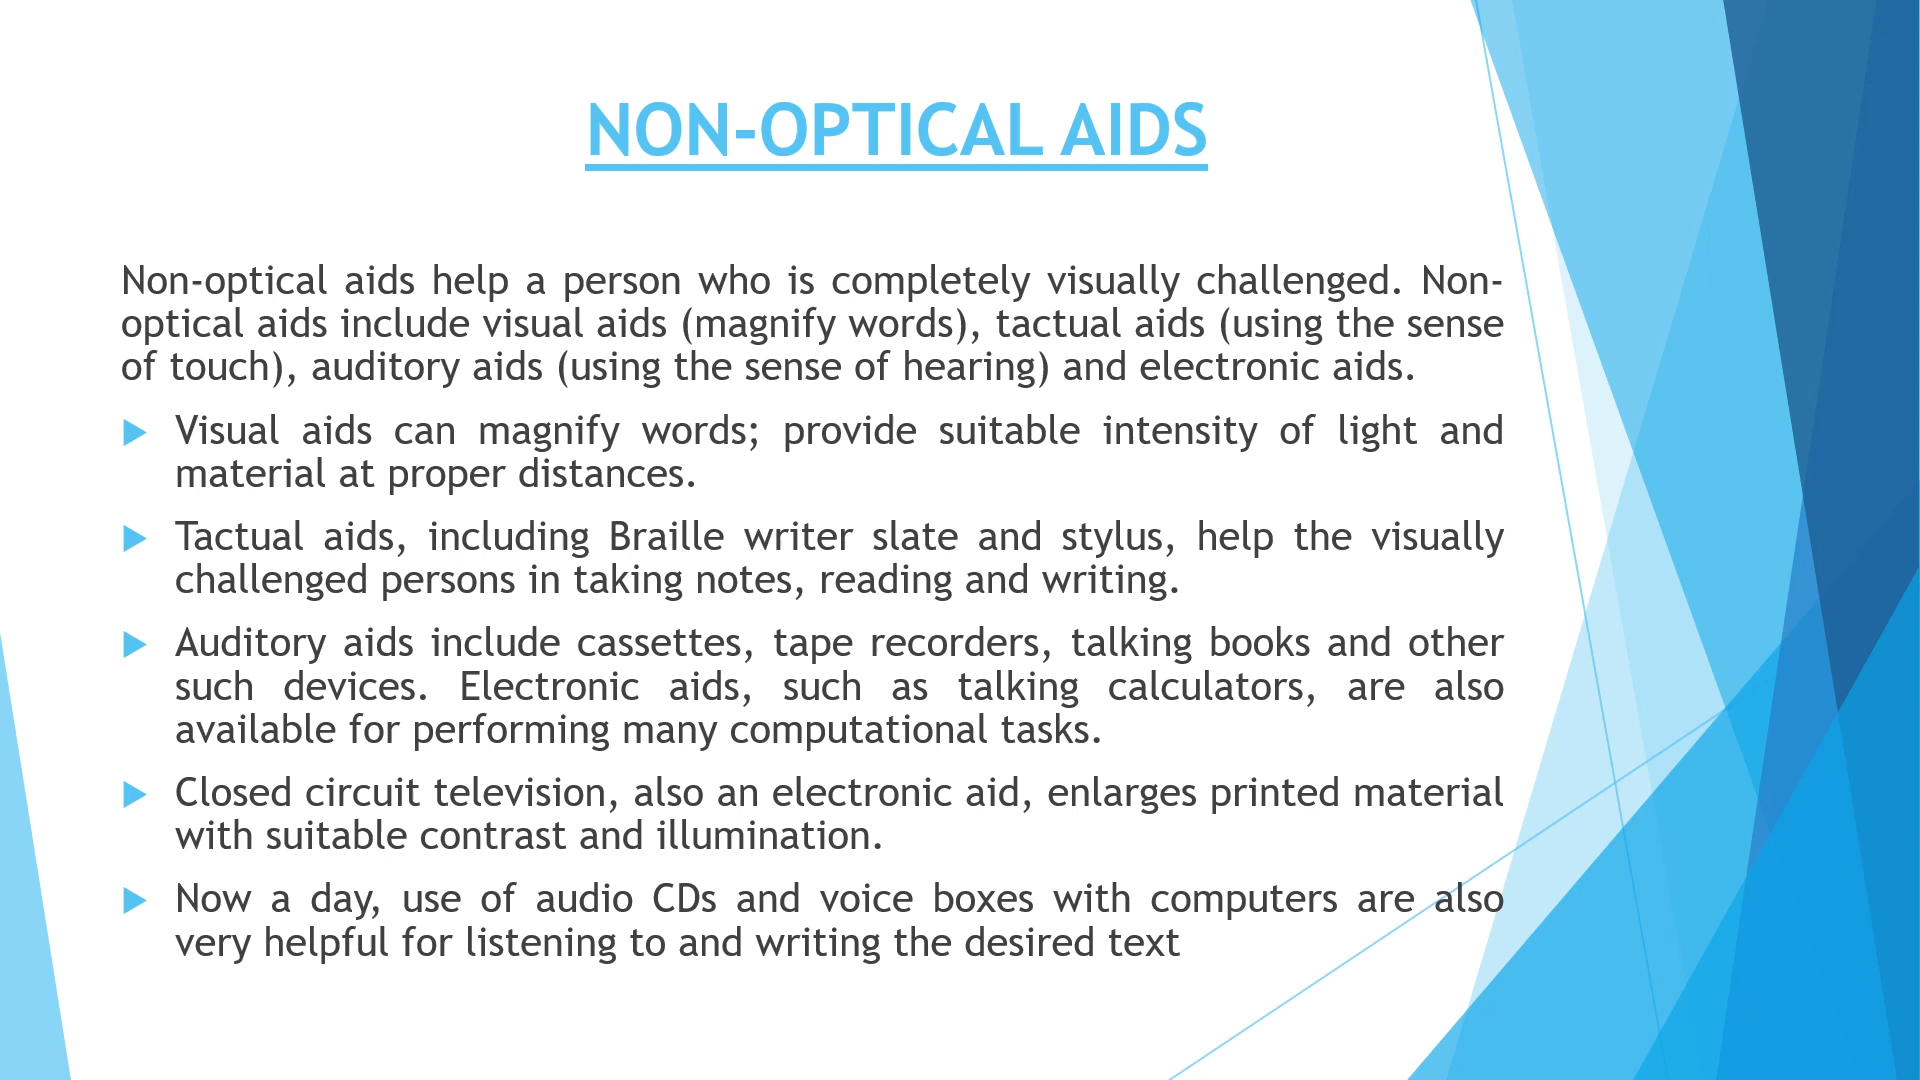 NON-OPTICAL AIDS
Non-optical aids help a person who is completely visually challenged. Non-
optical aids include visual aids (magnify words), tactual aids (using the sense
of touch), auditory aids (using the sense of hearing) and electronic aids.
Visual aids can magnify words; provide suitable intensity of light and
material at proper distances.
Tactual aids, including Braille writer slate and stylus, help the visually
challenged persons in taking notes, reading and writing.
Auditory aids include cassettes, tape recorders, talking books and other
such devices. Electronic aids, such as talking calculators, are also
available for performing many computational tasks.
Closed circuit television, also an electronic aid, enlarges printed material
with suitable contrast and illumination.
Now a day, use of audio CDs and voice boxes with computers are also
very helpful for listening to and writing the desired text